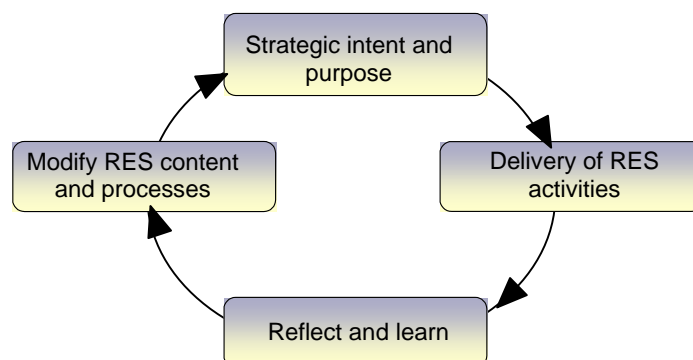 Strategic intent and
purpose
Delivery of RES
activities
Reflect and learn
Modify RES content
and processes